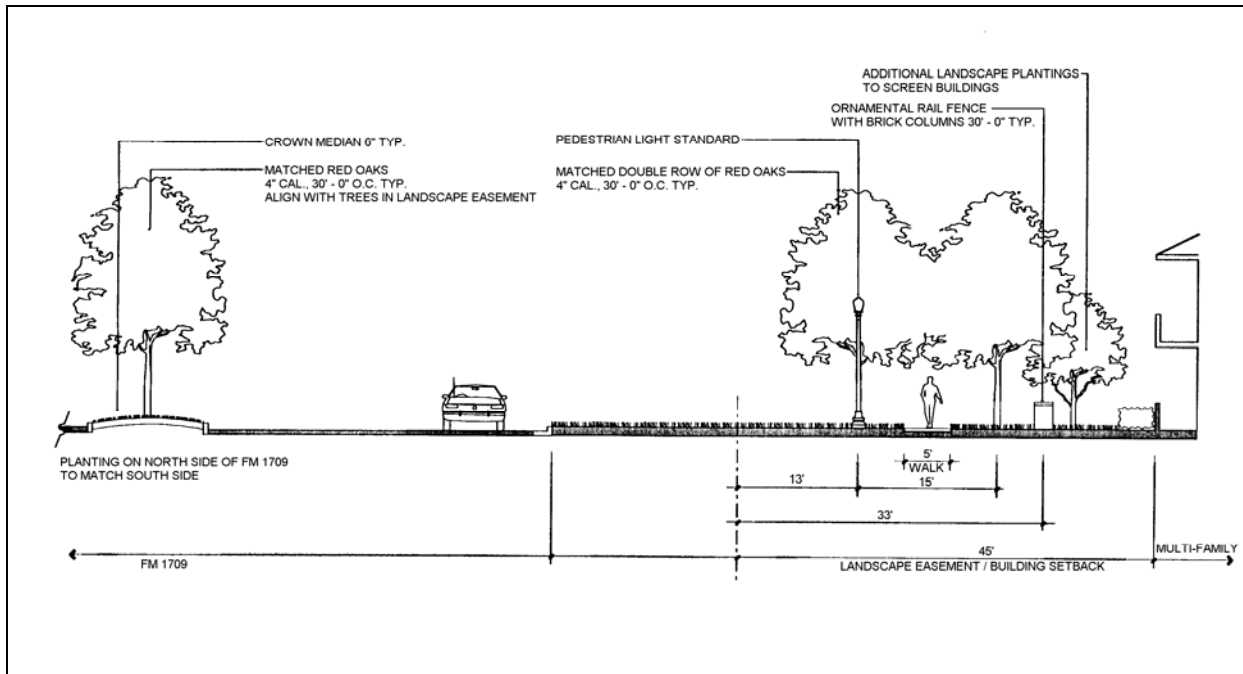 ADDITIONAL LANDSCAPE PLANTINGS
TO SCREEN BUILDINGS
ORNAMENTAL RAIL FENCE
WITH BRICK COLUMNS 30' - 0" TYP.
CROWN MEDIAN 6" TYP.
MATCHED RED OAKS
4" CAL., 30' - 0" O.C. TYP.
ALIGN WITH TREES IN LANDSCAPE EASEMENT
PEDESTRIAN LIGHT STANDARD
MATCHED DOUBLE ROW OF RED OAKS
4" CAL., 30' - 0" O.C. TYP.
PLANTING ON NORTH SIDE OF FM 1709
TO MATCH SOUTH SIDE
5'
WALK
13'
15'
33'
45'
MULTI-FAMILY
FM 1709
LANDSCAPE EASEMENT / BUILDING SETBACK